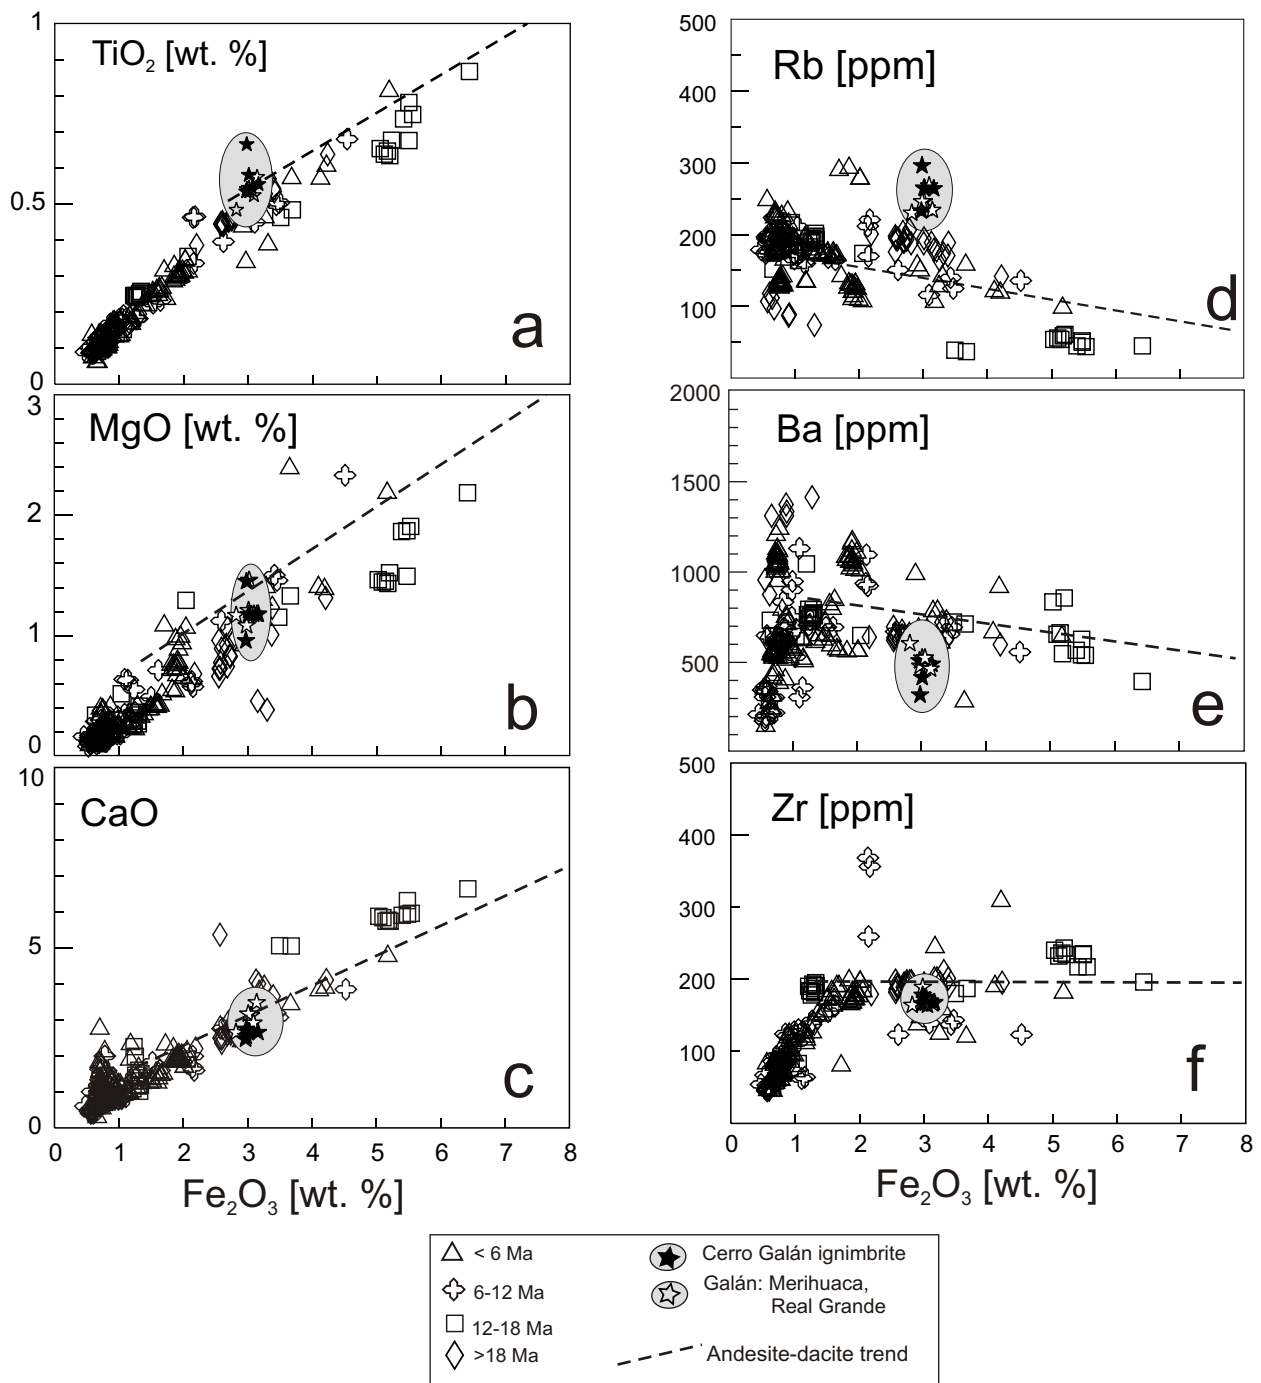 1
TiO2 [wt. %]
0.5
0
a
3
MgO [wt. %]
2
1
0
b
10
CaO
5
0
c
0 1 2 3 4 5 6 7 8
Fe2O3 [wt. %]
500
Rb [ppm]
400
300
200
100
d
2000
Ba [ppm]
1500
1000
500
e
500
Zr [ppm]
400
300
200
100
f
0 1 2 3 4 5 6 7 8
Fe2O3 [wt. %]
< 6 Ma
6-12 Ma
12-18 Ma
>18 Ma
Cerro Galán ignimbrite
Galán: Merihuaca,
Real Grande
Andesite-dacite trend